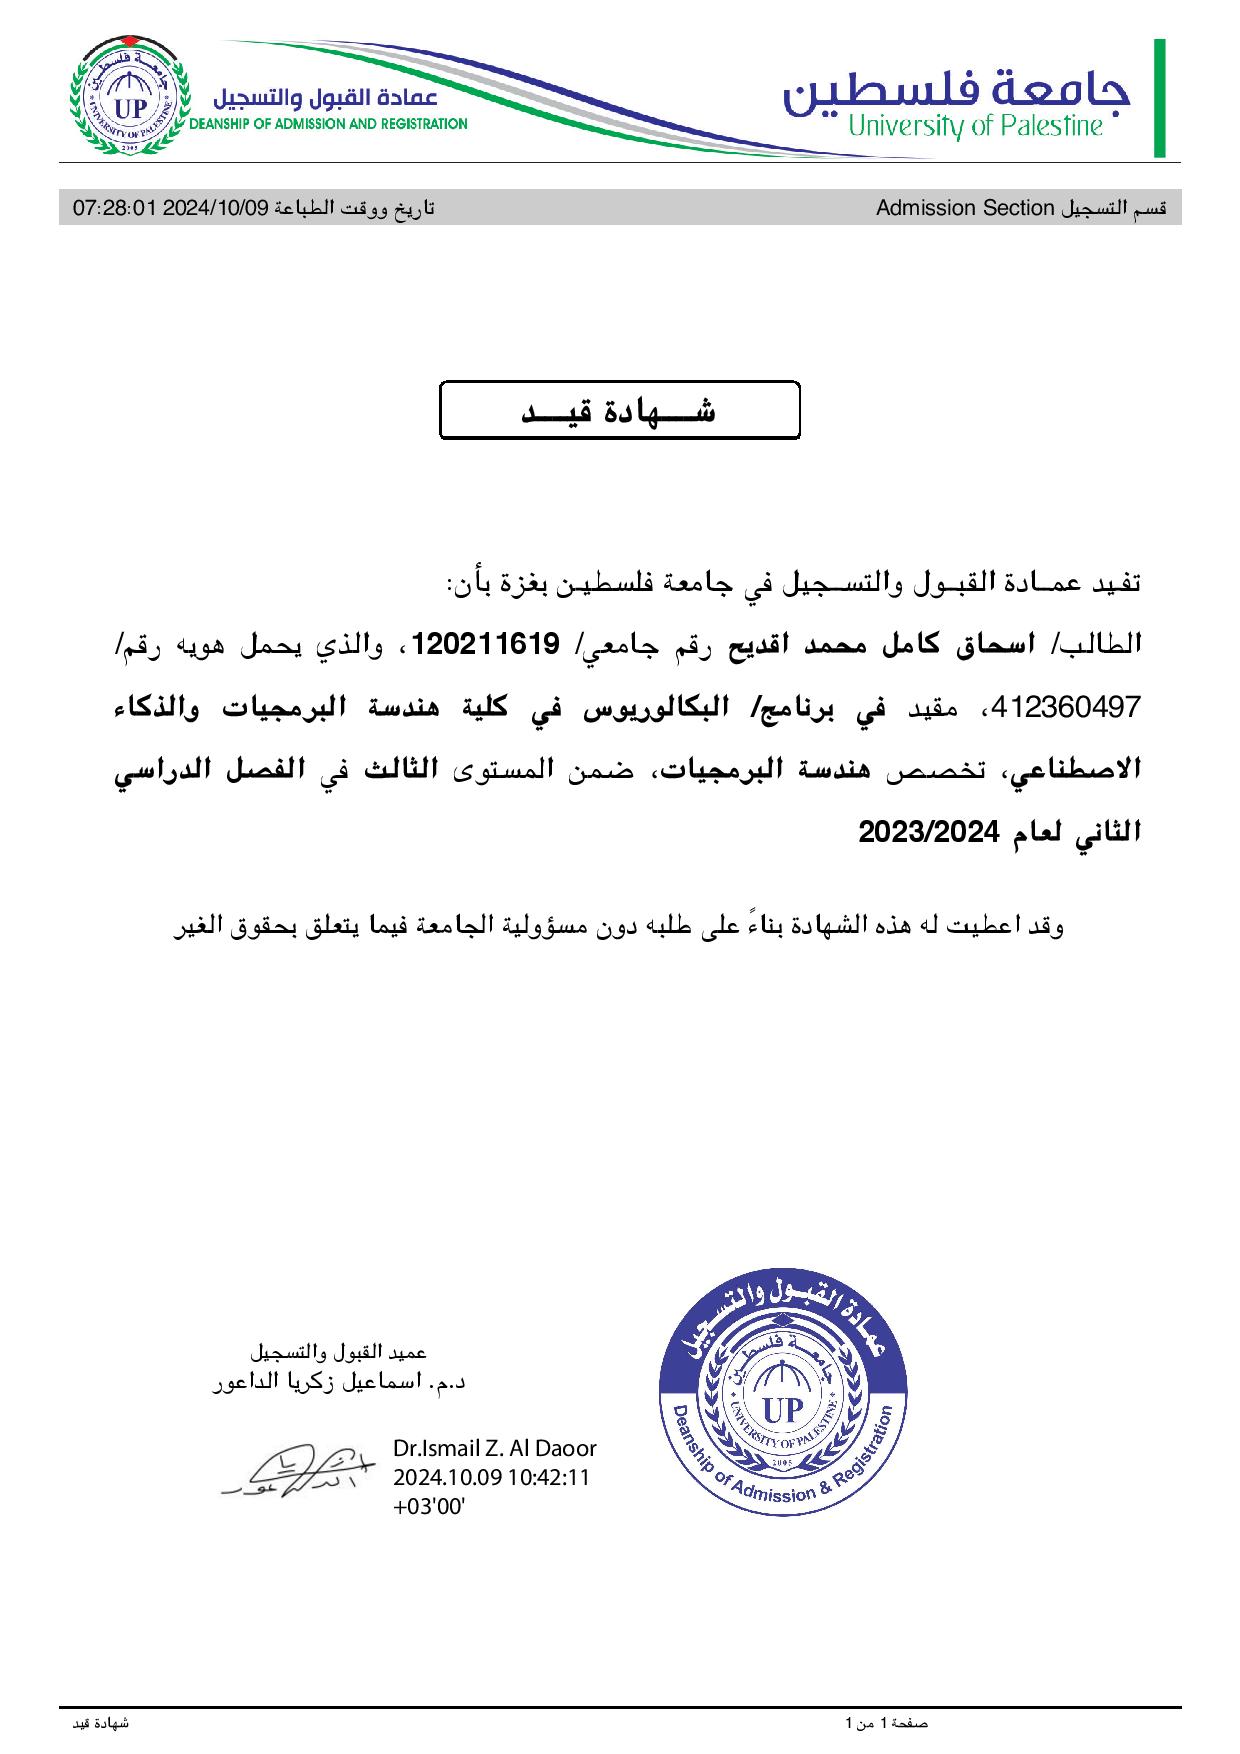 جامعة فلسطين
University of Palestine
عمادة القبول والتسجيل
DEANSHIP OF ADMISSION AND REGISTRATION
جامعة فلسطين
UP
UNIVERSITY OF PALESTINE
2005
قسم التسجيل Admission Section
تاريخ ووقت الطباعة 2024/10/09 07:28:01
شــــهادة قيــــد
تفيد عمــادة القبــول والتســجيل في جامعة فلسطيـن بغزة بأن:
الطالب/ اسحاق كامل محمد اقديح رقم جامعي/ 120211619، والذي يحمل هويه رقم/
412360497، مقيد في برنامج/ البكالوريوس في كلية هندسة البرمجيات والذكاء
الاصطناعي، تخصص هندسة البرمجيات، ضمن المستوى الثالث في الفصل الدراسي
الثاني لعام 2023/2024
وقد اعطيت له هذه الشهادة بناءً على طلبه دون مسؤولية الجامعة فيما يتعلق بحقوق الغير
عمادة القبول والتسجيل
جامعة فلسطين
UP
UNIVERSITY OF PALESTINE
2005
Deanship of Admission & Registration
عميد القبول والتسجيل
د.م. اسماعيل زكريا الداعور
Dr.Ismail Z. Al Daoor
2024.10.09 10:42:11
+03'00'
صفحة 1 من 1
شهادة قيد